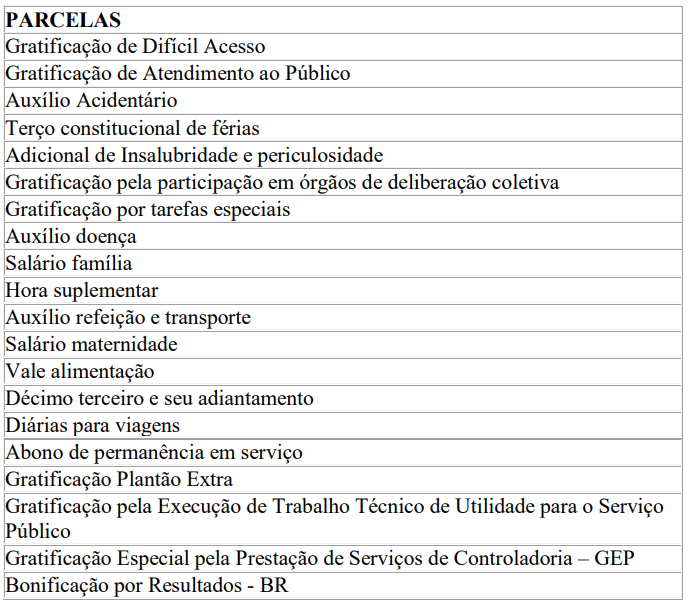 PARCELAS
Gratificação de Difícil Acesso
Gratificação de Atendimento ao Público
Auxílio Acidentário
Terço constitucional de férias
Adicional de Insalubridade e periculosidade
Gratificação pela participação em órgãos de deliberação coletiva
Gratificação por tarefas especiais
Auxílio doença
Salário família
Hora suplementar
Auxílio refeição e transporte
Salário maternidade
Vale alimentação
Décimo terceiro e seu adiantamento
Diárias para viagens
Abono de permanência em serviço
Gratificação Plantão Extra
Gratificação pela Execução de Trabalho Técnico de Utilidade para o Serviço
Público
Gratificação Especial pela Prestação de Serviços de Controladoria – GEP
Bonificação por Resultados - BR